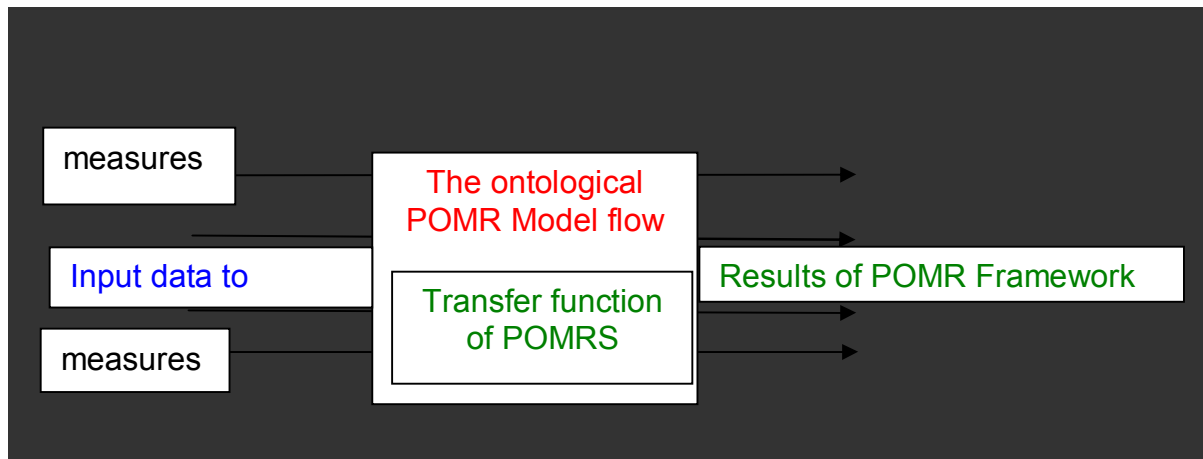 measures
The ontological
POMR Model flow
Input data to
Results of POMR Framework
Transfer function
of POMRS
measures